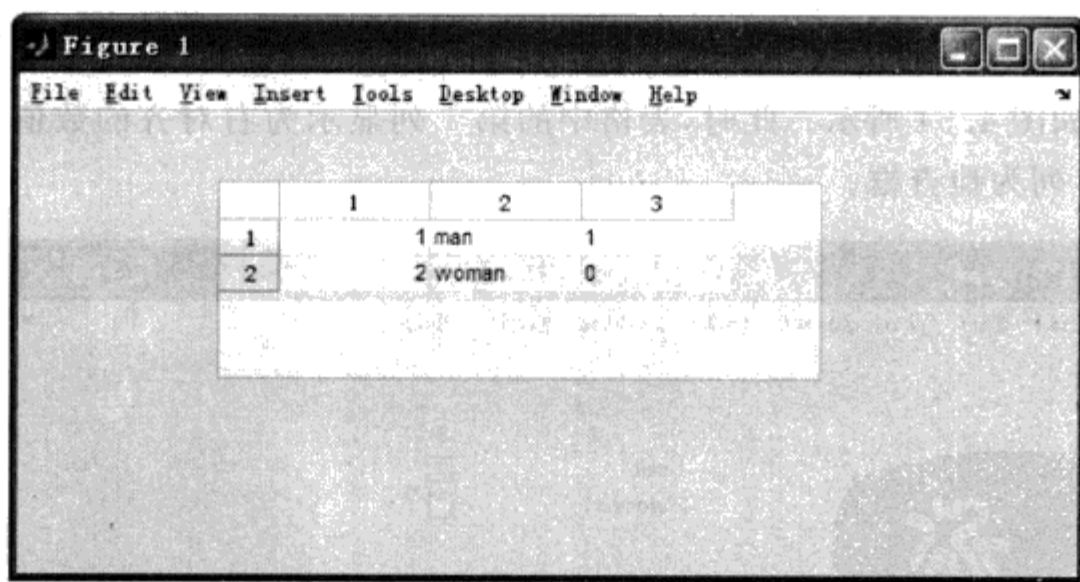 Figure 1
File Edit View Insert Tools Desktop Window Help
1 2 3
1 1 man 1
2 2 woman 0